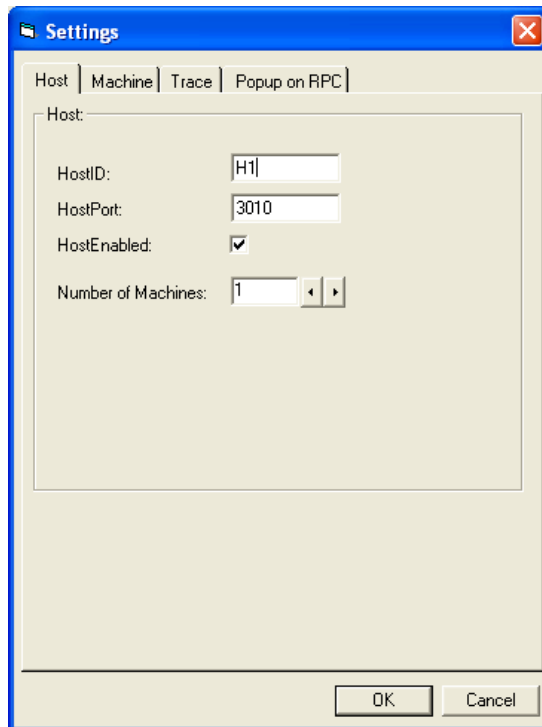 Settings
Host Machine Trace Popup on RPC
Host:
HostID: H1
HostPort: 3010
HostEnabled:
Number of Machines: 1
OK Cancel